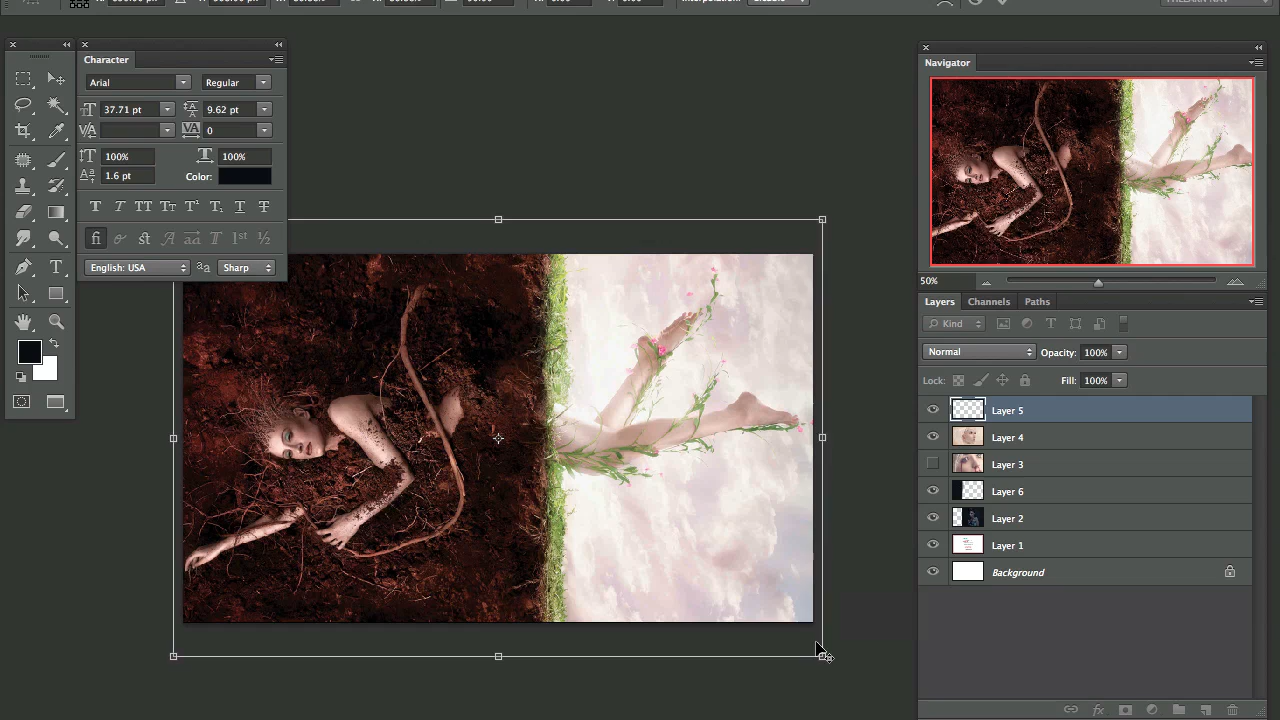 Interpolation:
Character
Navigator
Arial
Regular
37.71 pt
9.62 pt
0
100%
100%
1.6 pt
Color:
English: USA
Sharp
50%
Layers
Channels
Paths
Kind
Normal
Opacity: 100%
Lock:
Fill: 100%
Layer 5
Layer 4
Layer 3
Layer 6
Layer 2
Layer 1
Background